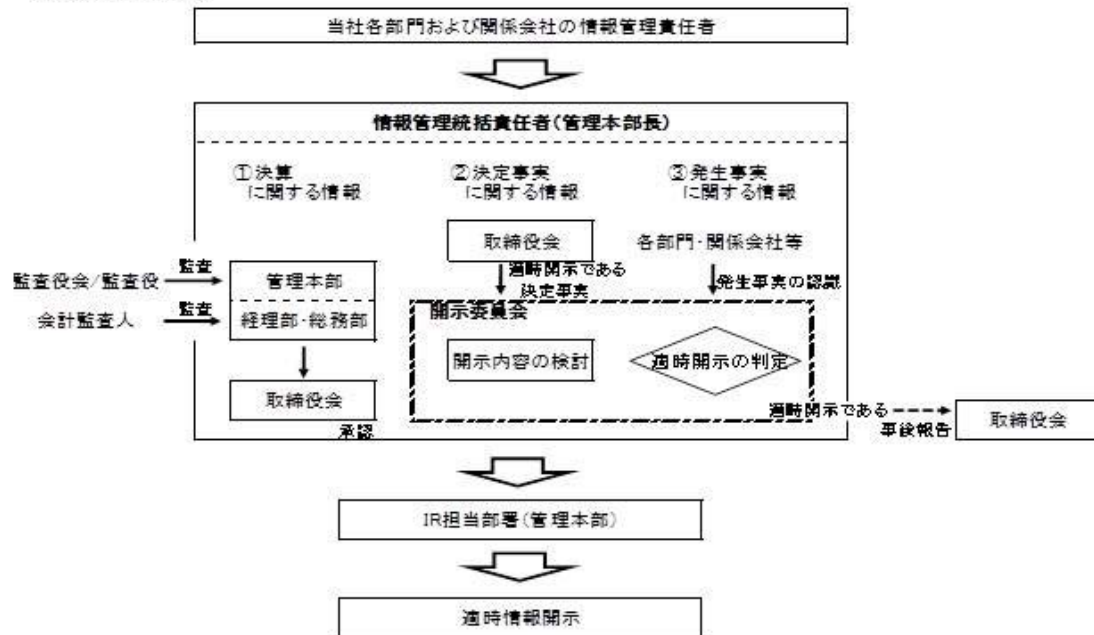 当社各部門および関係会社の情報管理責任者
情報管理統括責任者(管理本部長)
①決算
に関する情報
②決定事実
に関する情報
③発生事実
に関する情報
取締役会
各部門・関係会社等
監査役会/監査役
監査
管理本部
適時開示である
決定事実
発生事実の認識
会計監査人
監査
経理部・総務部
開示委員会
開示内容の検討
適時開示の判定
取締役会
承認
適時開示である
事後報告
取締役会
IR担当部署(管理本部)
適時情報開示